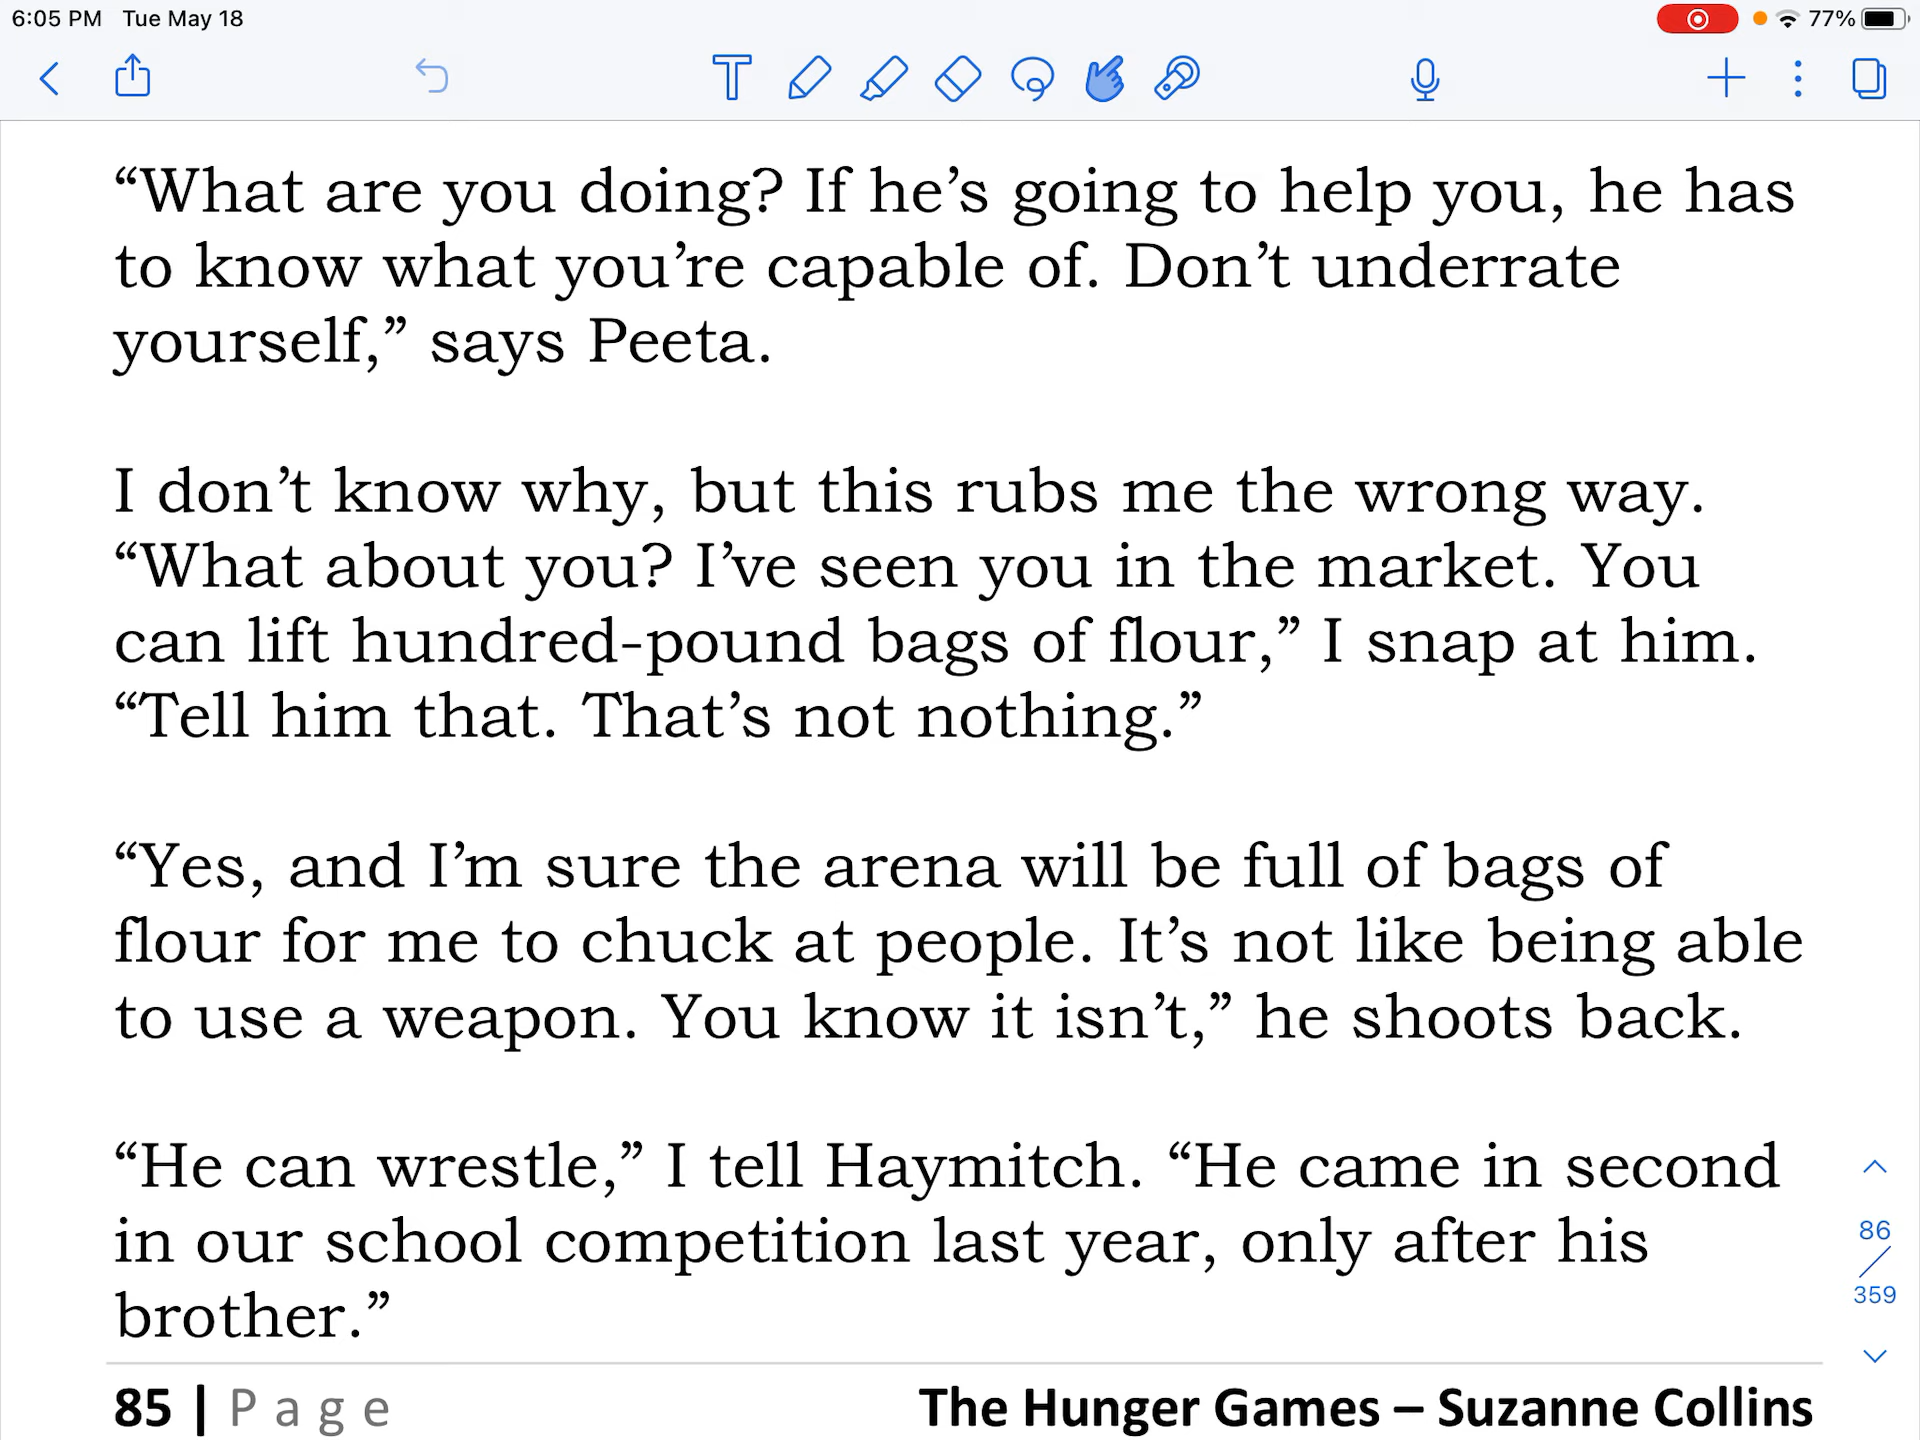 6:05 PM Tue May 18
77%
“What are you doing? If he’s going to help you, he has
to know what you’re capable of. Don’t underrate
yourself,” says Peeta.
I don’t know why, but this rubs me the wrong way.
“What about you? I’ve seen you in the market. You
can lift hundred-pound bags of flour,” I snap at him.
“Tell him that. That’s not nothing.”
“Yes, and I’m sure the arena will be full of bags of
flour for me to chuck at people. It’s not like being able
to use a weapon. You know it isn’t,” he shoots back.
“He can wrestle,” I tell Haymitch. “He came in second
in our school competition last year, only after his
brother.”
86
/
359
85 | Page
The Hunger Games – Suzanne Collins